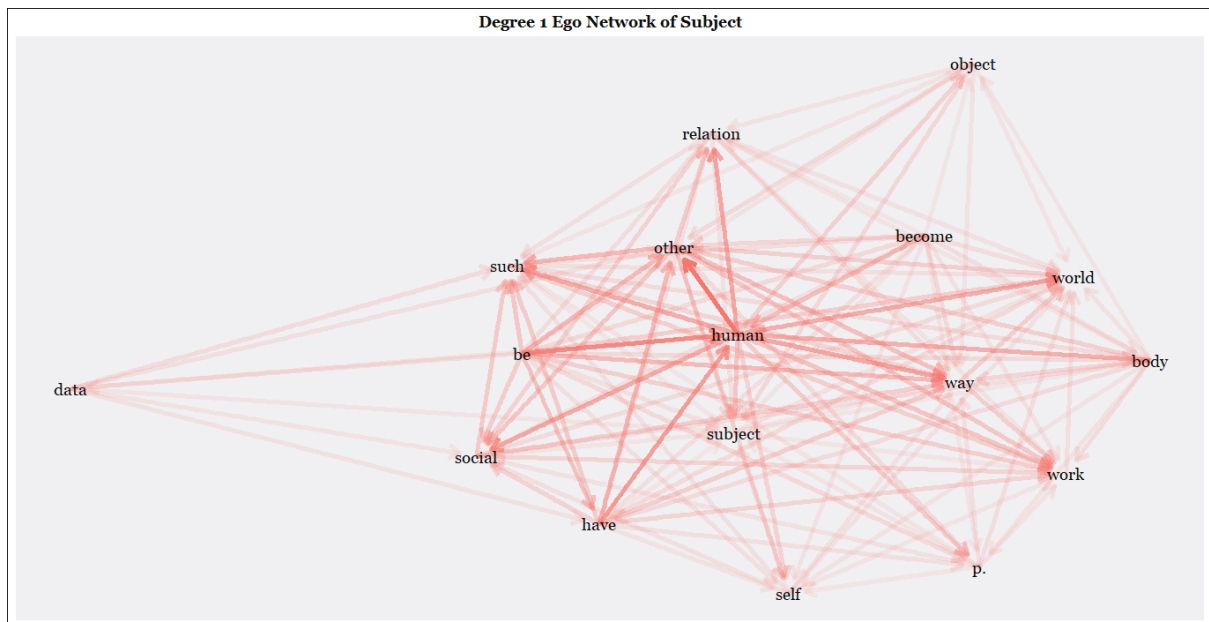 Degree 1 Ego Network of Subject
object
relation
become
other
such
world
human
be
body
way
data
subject
social
work
have
p.
self